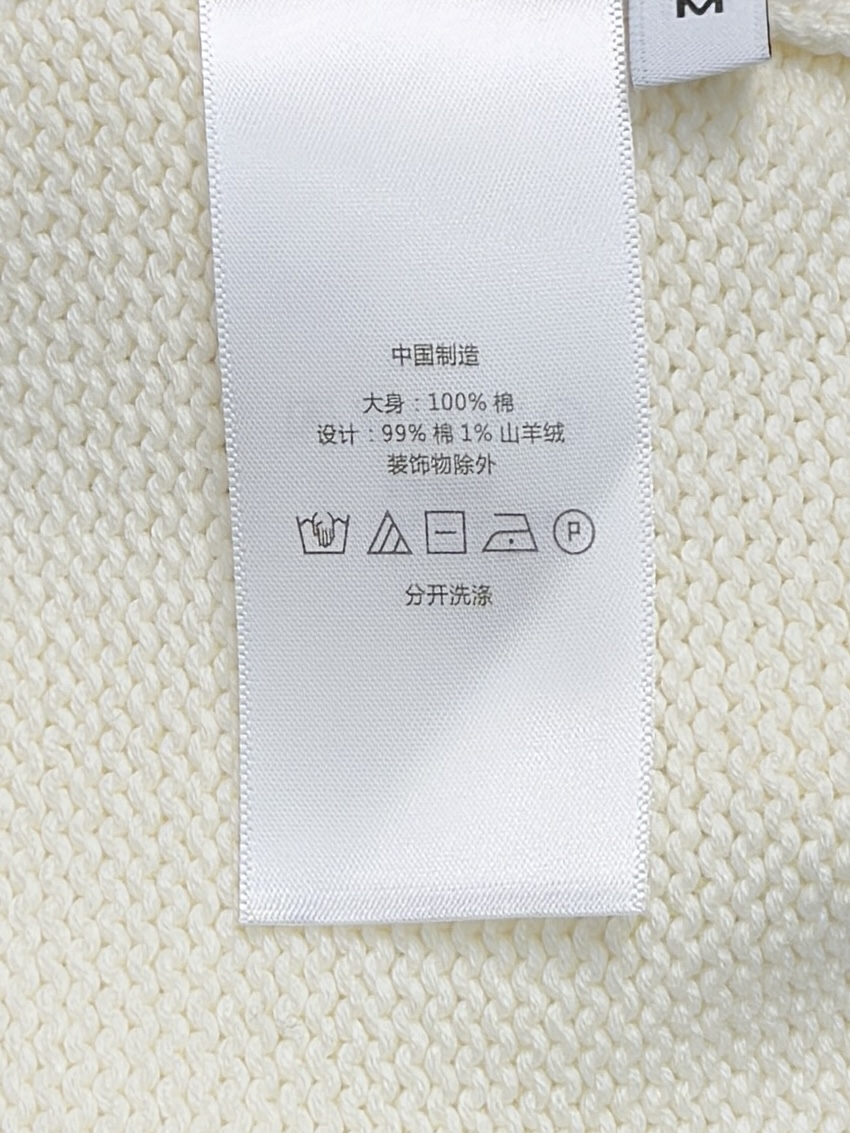 M
中国制造
大身：100% 棉
设计：99% 棉 1% 山羊绒
装饰物除外
P
分开洗涤